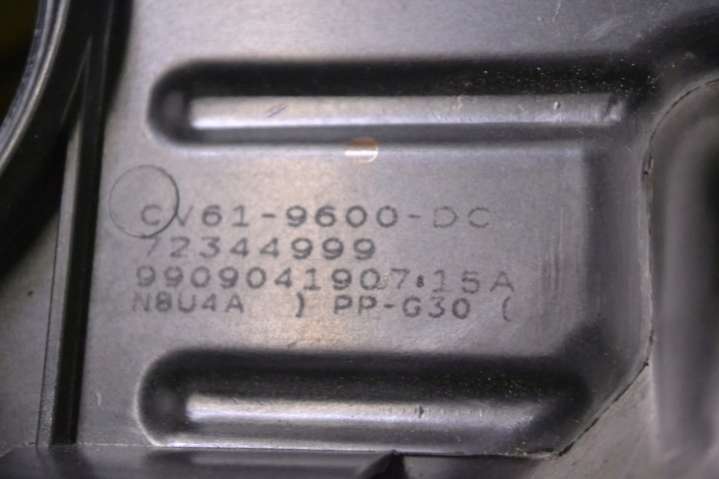 CV61-9600-DC
72344999
9909041907:15A
N8U4A ) PP-G30 (